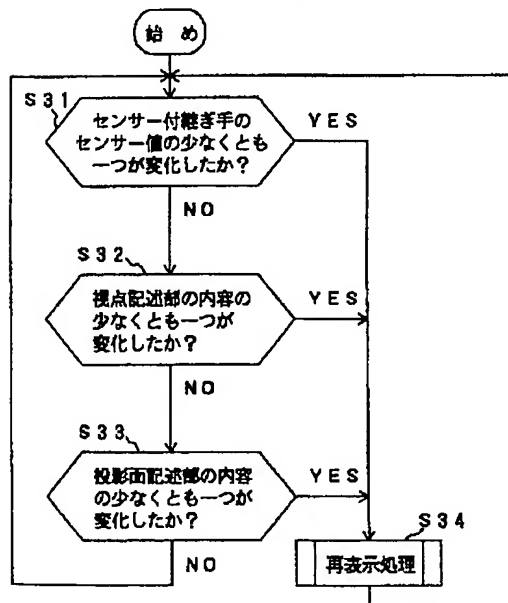 始 め
S31
センサー付継ぎ手の
センサー値の少なくとも
一つが変化したか?
YES
NO
S32
視点記述部の内容の
少なくとも一つが
変化したか?
YES
NO
S33
投影面記述部の内容
の少なくとも一つが
変化したか?
YES
NO
S34
再表示処理